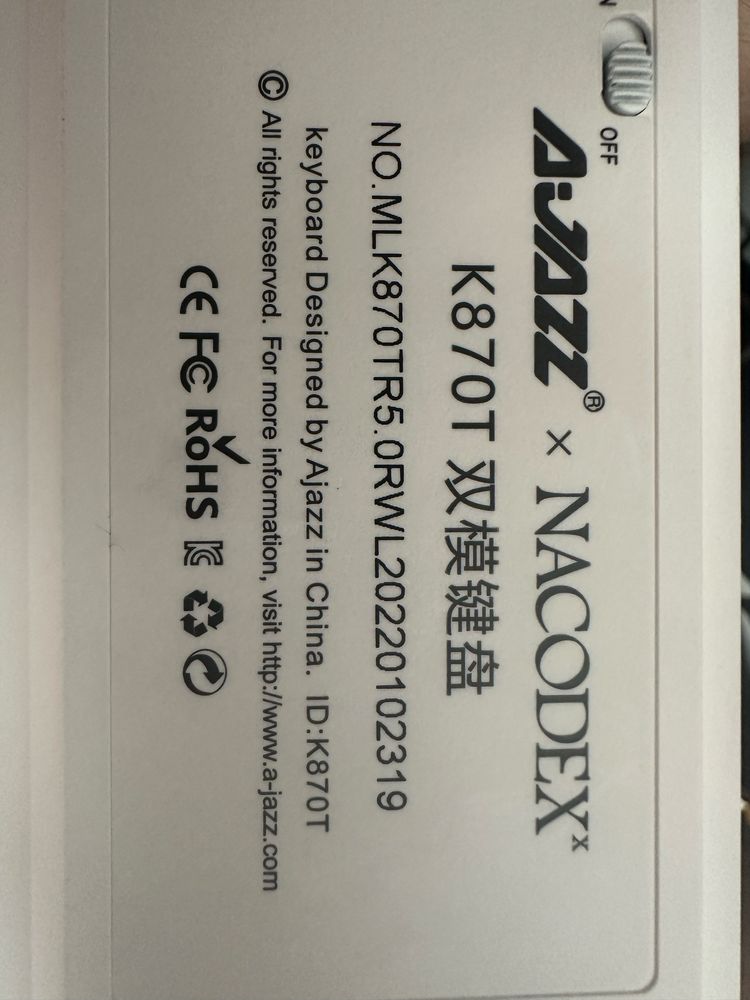 OFF
AJAZZ® × NACODEX x
K870T 双模键盘
NO.MLK870TR5.0RWL20220102319
keyboard Designed by Ajazz in China. ID:K870T
© All rights reserved. For more information, visit http://www.a-jazz.com
CE FC RoHS